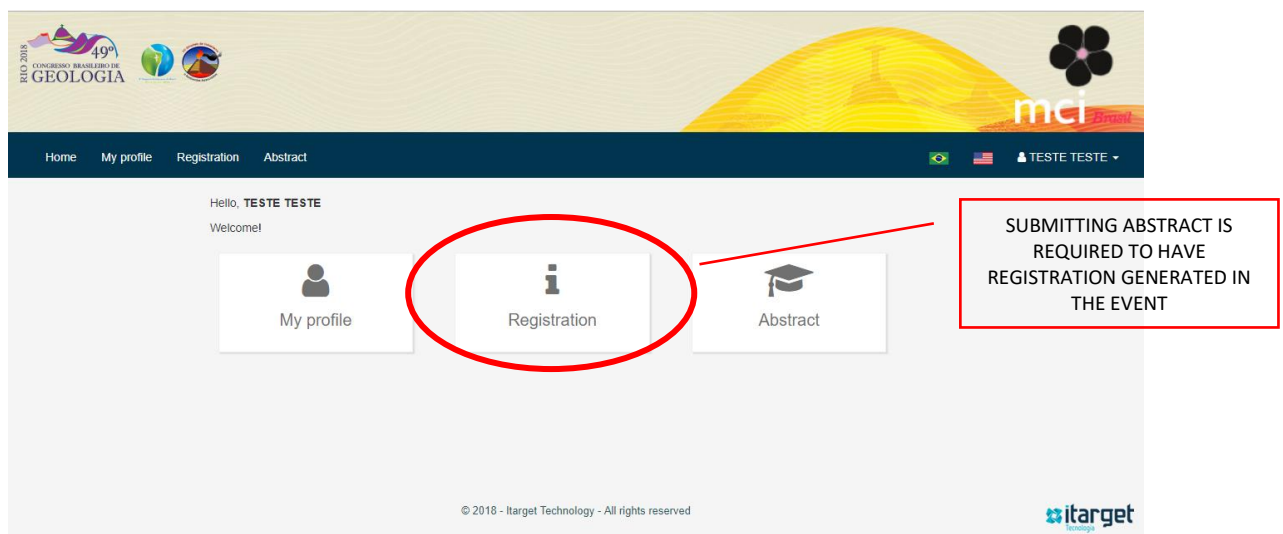 RIO 2018
49º
CONGRESSO BRASILEIRO DE
GEOLOGIA
mci Brasil
Home My profile Registration Abstract TESTE TESTE
Hello, TESTE TESTE
Welcome!
SUBMITTING ABSTRACT IS
REQUIRED TO HAVE
REGISTRATION GENERATED IN
THE EVENT
My profile Registration Abstract
© 2018 - Itarget Technology - All rights reserved
itarget
Tecnologia